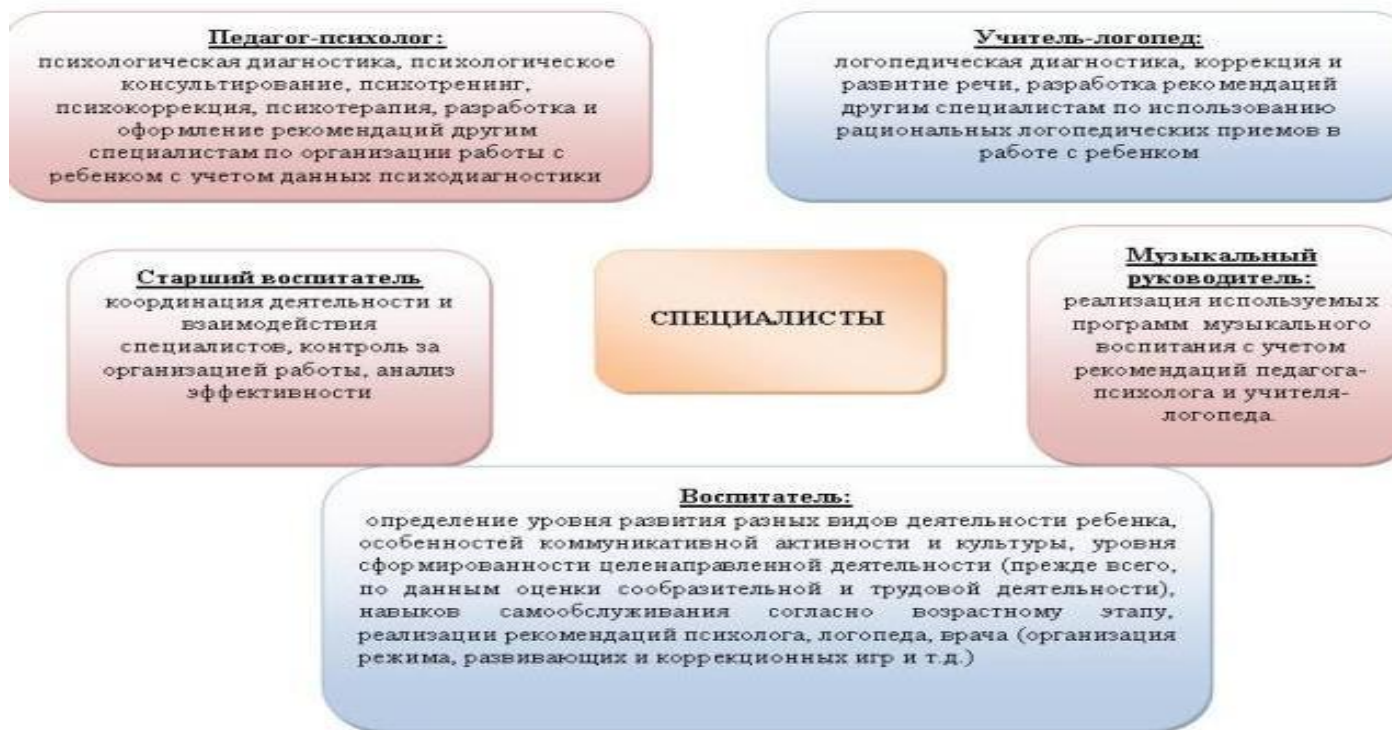 Педагог-психолог:
психологическая диагностика, психологическое
консультирование, психотренинг,
психокоррекция, психотерапия, разработка и
оформление рекомендаций другим
специалистам по организации работы с
ребенком с учетом данных психодиагностики
Учитель-логопед:
логопедическая диагностика, коррекция и
развитие речи, разработка рекомендаций
другим специалистам по использованию
рациональных логопедических приемов в
работе с ребенком
Старший воспитатель
координация деятельности и
взаимодействия
специалистов, контроль за
организацией работы, анализ
эффективности
СПЕЦИАЛИСТЫ
Музыкальный
руководитель:
реализация используемых
программ музыкального
воспитания с учетом
рекомендаций педагога-
психолога и учителя-
логопеда.
Воспитатель:
определение уровня развития разных видов деятельности ребенка,
особенностей коммуникативной активности и культуры, уровня
сформированности целенаправленной деятельности (прежде всего,
по данным оценки сообразительной и трудовой деятельности),
навыков самообслуживания согласно возрастному этапу,
реализации рекомендаций психолога, логопеда, врача (организация
режима, развивающих и коррекционных игр и т.д.)